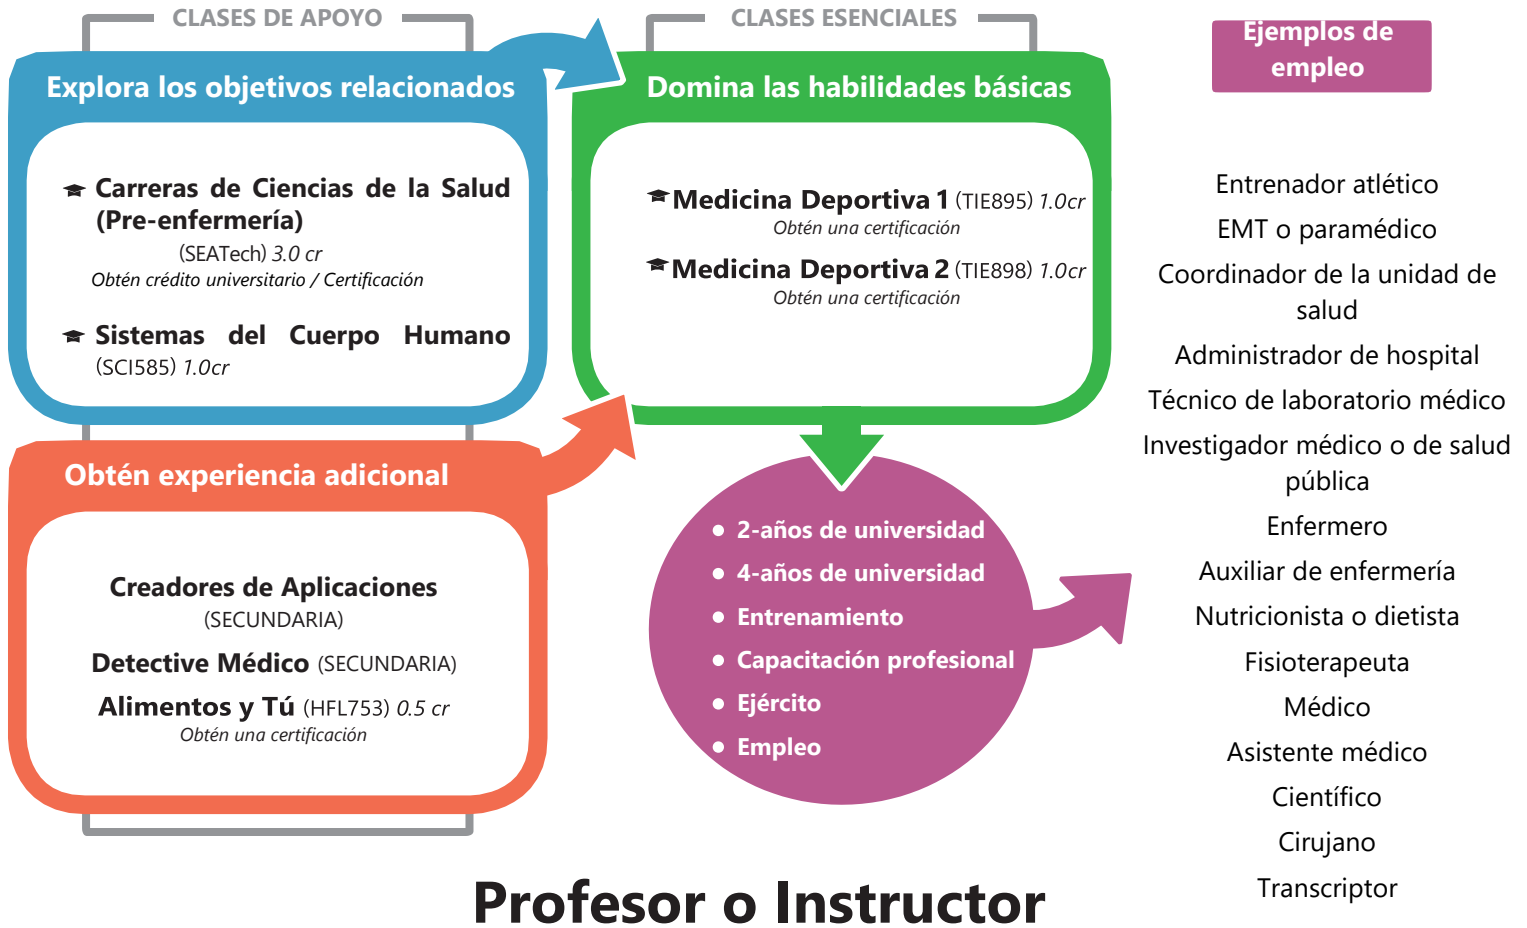 CLASES DE APOYO
Explora los objetivos relacionados
Carreras de Ciencias de la Salud
(Pre-enfermería)
(SEATech) 3.0 cr
Obtén crédito universitario / Certificación
Sistemas del Cuerpo Humano
(SCI585) 1.0cr
Obtén experiencia adicional
Creadores de Aplicaciones
(SECUNDARIA)
Detective Médico (SECUNDARIA)
Alimentos y Tú (HFL753) 0.5 cr
Obtén una certificación
CLASES ESENCIALES
Domina las habilidades básicas
Medicina Deportiva 1 (TIE895) 1.0cr
Obtén una certificación
Medicina Deportiva 2 (TIE898) 1.0cr
Obtén una certificación
• 2-años de universidad
• 4-años de universidad
• Entrenamiento
• Capacitación profesional
• Ejército
• Empleo
Ejemplos de
empleo
Entrenador atlético
EMT o paramédico
Coordinador de la unidad de
salud
Administrador de hospital
Técnico de laboratorio médico
Investigador médico o de salud
pública
Enfermero
Auxiliar de enfermería
Nutricionista o dietista
Fisioterapeuta
Médico
Asistente médico
Científico
Cirujano
Transcriptor
Profesor o Instructor